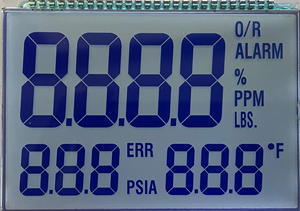 O/R
ALARM
8.8.8.8
%
PPM
LBS.
8.8.8 ERR 8.8.8 °F
PSIA